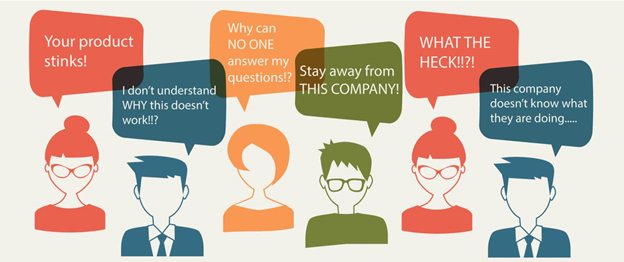 Your product
stinks!
I don't understand
WHY this doesn't
work!!?
Why can
NO ONE
answer my
questions!?
Stay away from
THIS COMPANY!
WHAT THE
HECK!!?!
This company
doesn't know what
they are doing.....